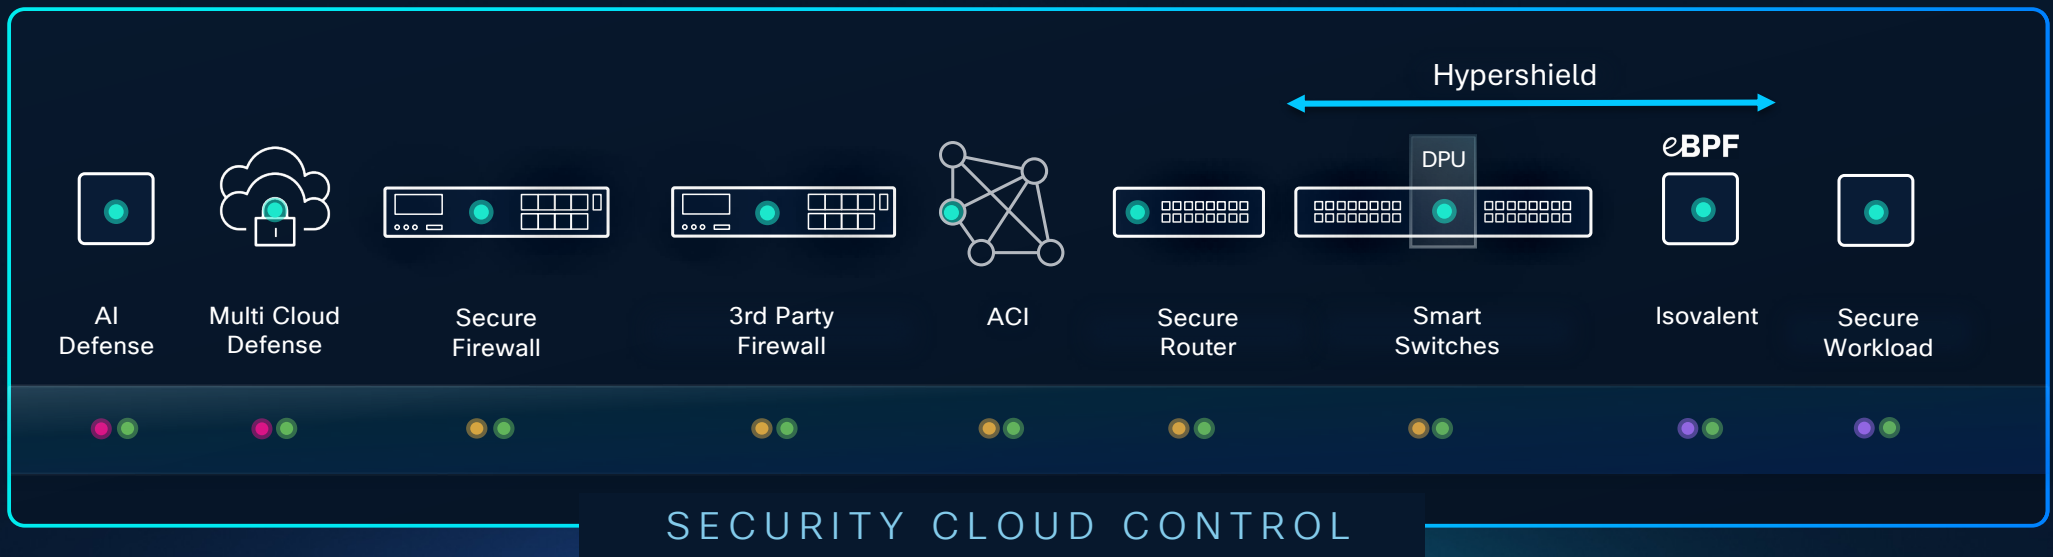 Hypershield
eBPF
DPU
AI
Defense
Multi Cloud
Defense
Secure
Firewall
3rd Party
Firewall
ACI
Secure
Router
Smart
Switches
Isovalent
Secure
Workload
SECURITY CLOUD CONTROL